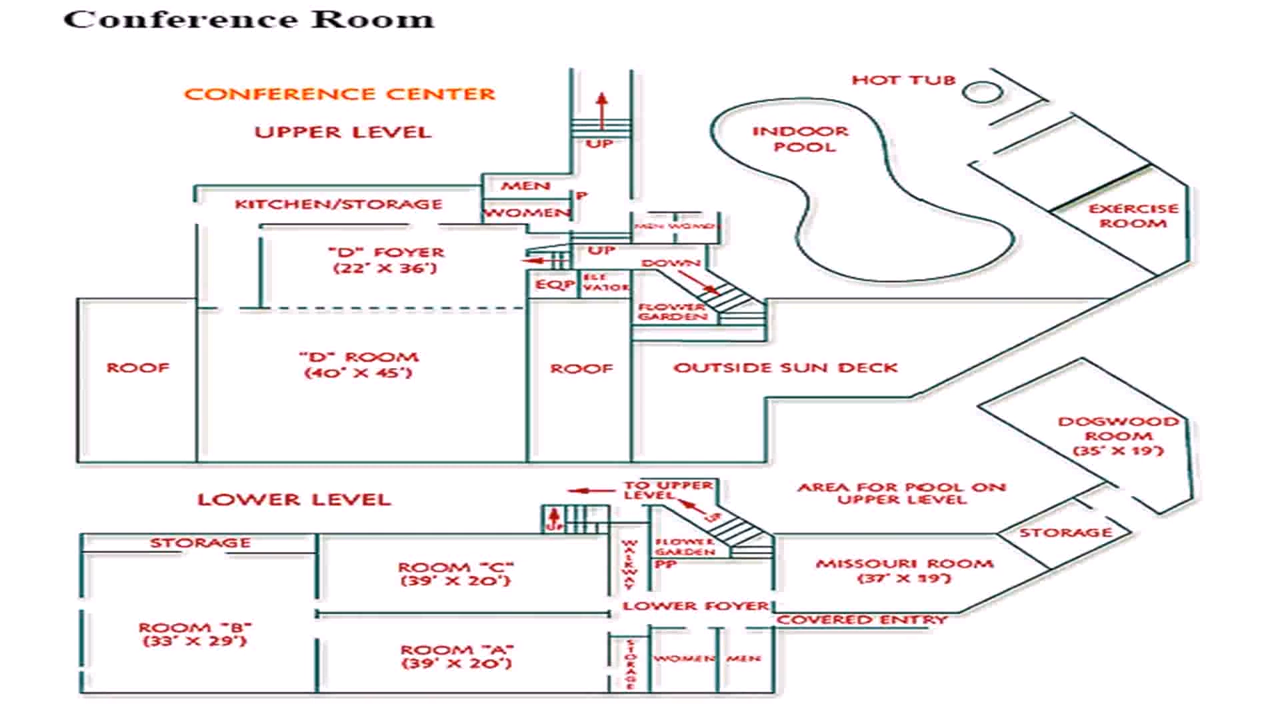 Conference Room
CONFERENCE CENTER
UPPER LEVEL
HOT TUB
INDOOR
POOL
UP
MEN
P
KITCHEN/STORAGE
WOMEN
EXERCISE
ROOM
MEN WOMEN
"D" FOYER
(22' X 36')
UP
DOWN
EQP
ELE
VATOR
FLOWER
GARDEN
ROOF
"D" ROOM
(40' X 45')
ROOF
OUTSIDE SUN DECK
DOGWOOD
ROOM
(35' X 19')
LOWER LEVEL
TO UPPER
LEVEL
AREA FOR POOL ON
UPPER LEVEL
UP
UP
STORAGE
STORAGE
FLOWER
GARDEN
WALKWAY
PP
ROOM "C"
(39' X 20')
MISSOURI ROOM
(37' X 19')
LOWER FOYER
COVERED ENTRY
ROOM "B"
(33' X 29')
ROOM "A"
(39' X 20')
STORAGE
WOMEN
MEN